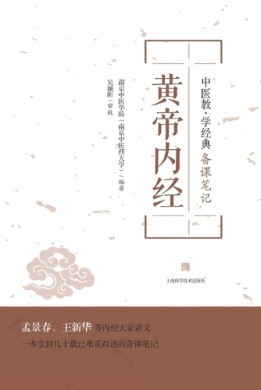 中医教·学经典 备课笔记
黄帝内经
南京中医学院（南京中医药大学）编著
吴颢昕 审校
上海科学技术出版社
孟景春、王新华 等内经大家讲义
一本尘封几十载已难觅踪迹的备课笔记